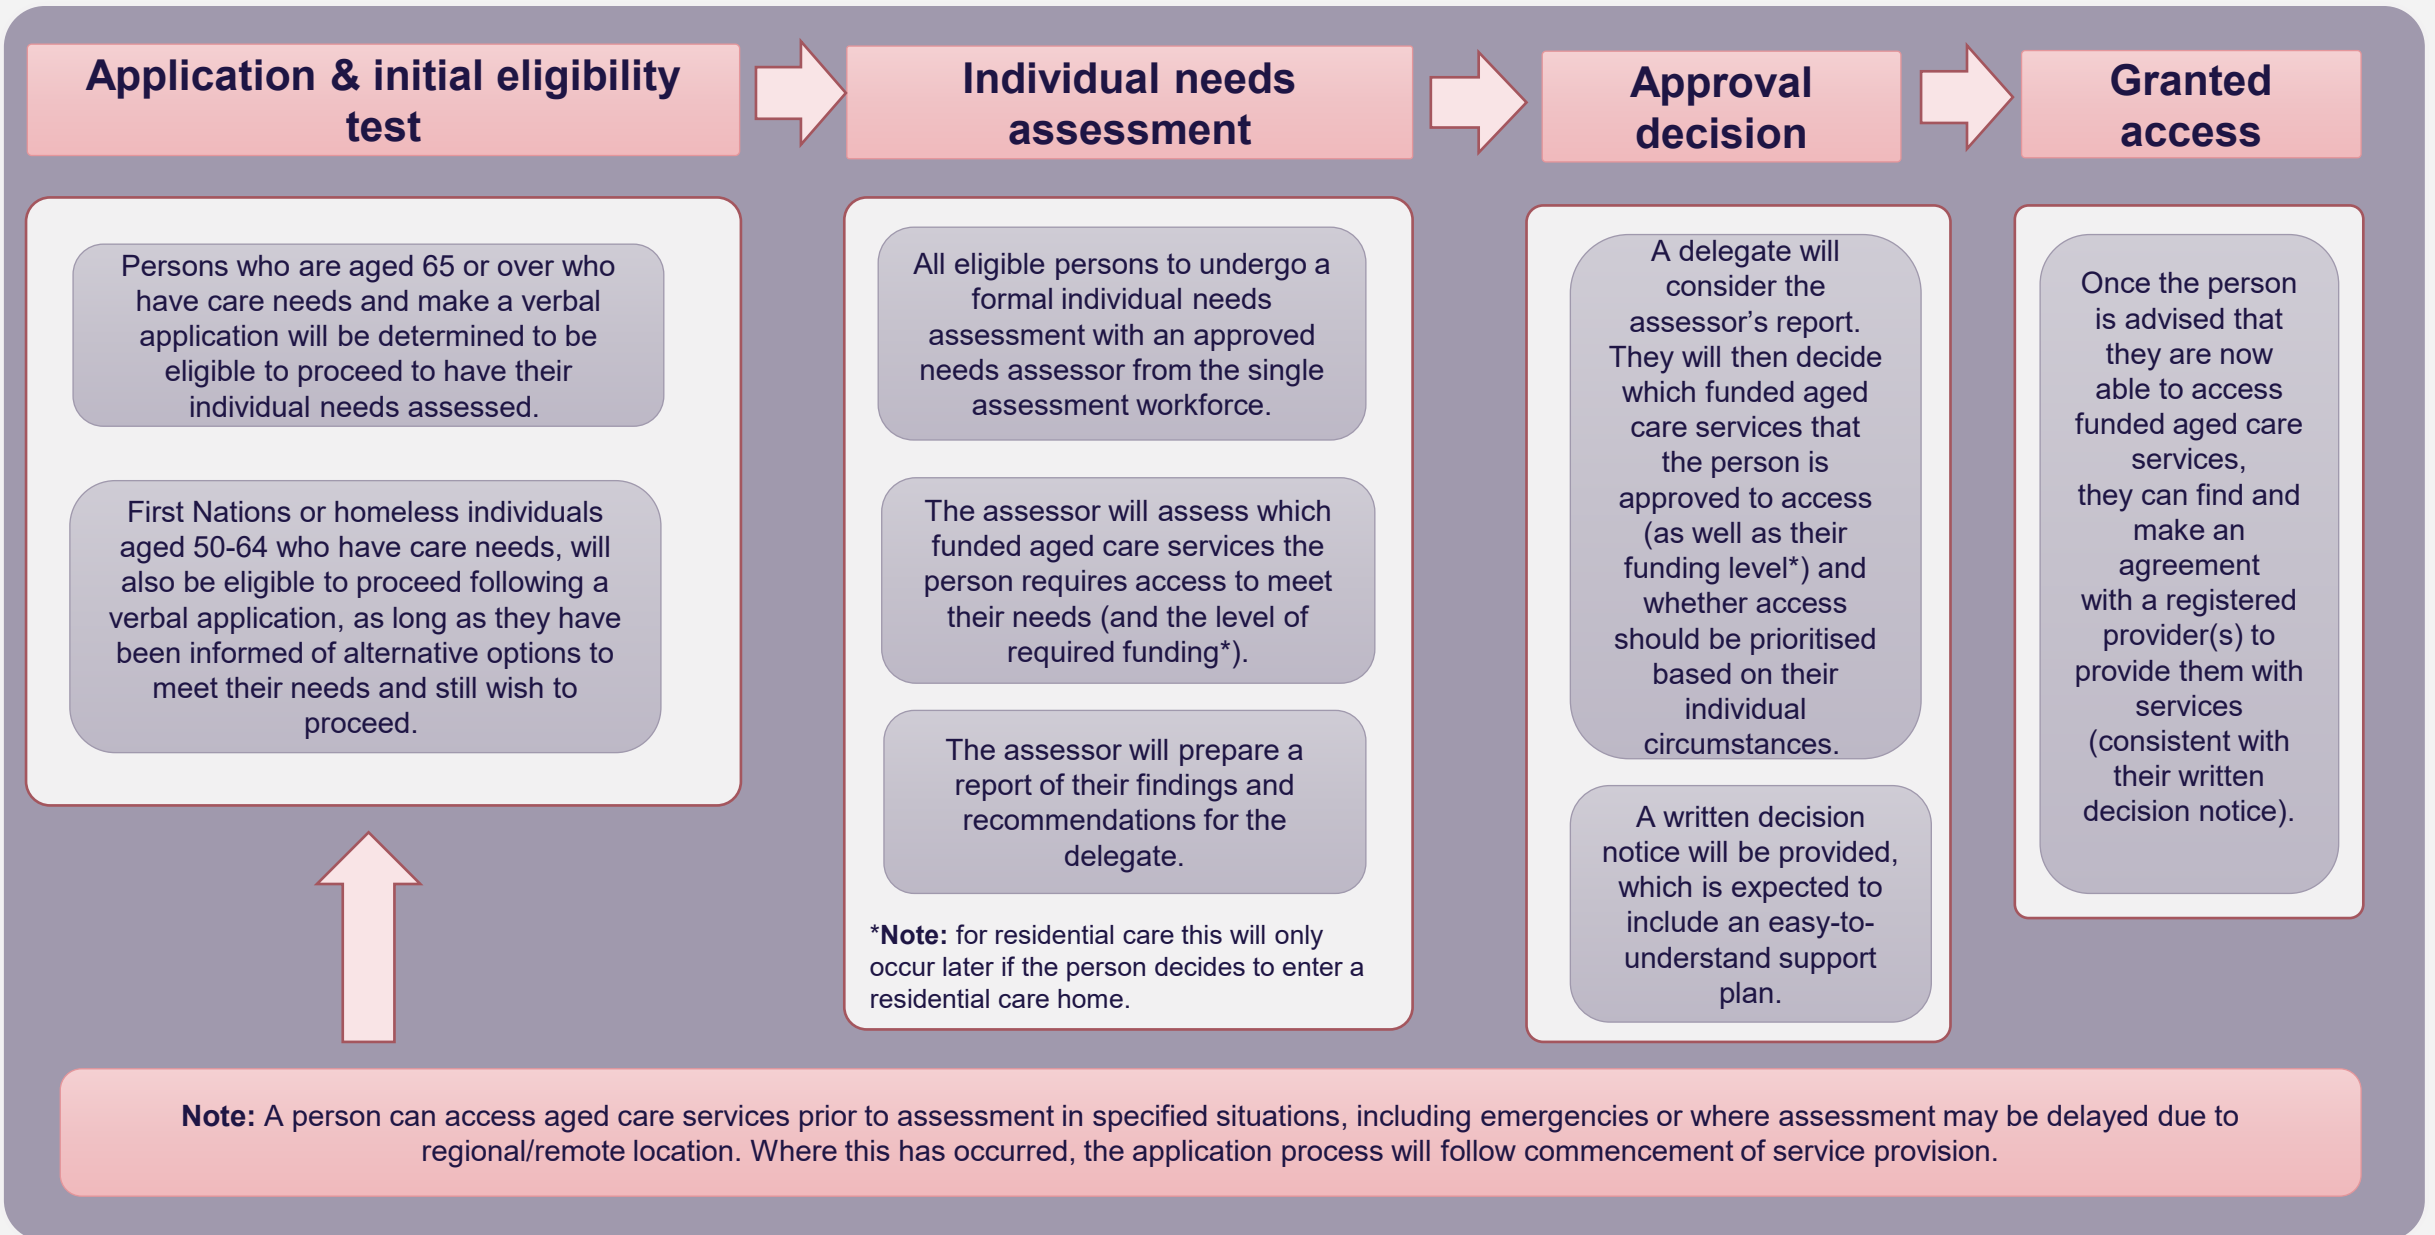 Application & initial eligibility
test
Individual needs
assessment
Approval
decision
Granted
access
Persons who are aged 65 or over who
have care needs and make a verbal
application will be determined to be
eligible to proceed to have their
individual needs assessed.
First Nations or homeless individuals
aged 50-64 who have care needs, will
also be eligible to proceed following a
verbal application, as long as they have
been informed of alternative options to
meet their needs and still wish to
proceed.
All eligible persons to undergo a
formal individual needs
assessment with an approved
needs assessor from the single
assessment workforce.
The assessor will assess which
funded aged care services the
person requires access to meet
their needs (and the level of
required funding*).
The assessor will prepare a
report of their findings and
recommendations for the
delegate.
*Note: for residential care this will only
occur later if the person decides to enter a
residential care home.
A delegate will
consider the
assessor’s report.
They will then decide
which funded aged
care services that
the person is
approved to access
(as well as their
funding level*) and
whether access
should be prioritised
based on their
individual
circumstances.
A written decision
notice will be provided,
which is expected to
include an easy-to-
understand support
plan.
Once the person
is advised that
they are now
able to access
funded aged care
services,
they can find and
make an
agreement
with a registered
provider(s) to
provide them with
services
(consistent with
their written
decision notice).
Note: A person can access aged care services prior to assessment in specified situations, including emergencies or where assessment may be delayed due to
regional/remote location. Where this has occurred, the application process will follow commencement of service provision.